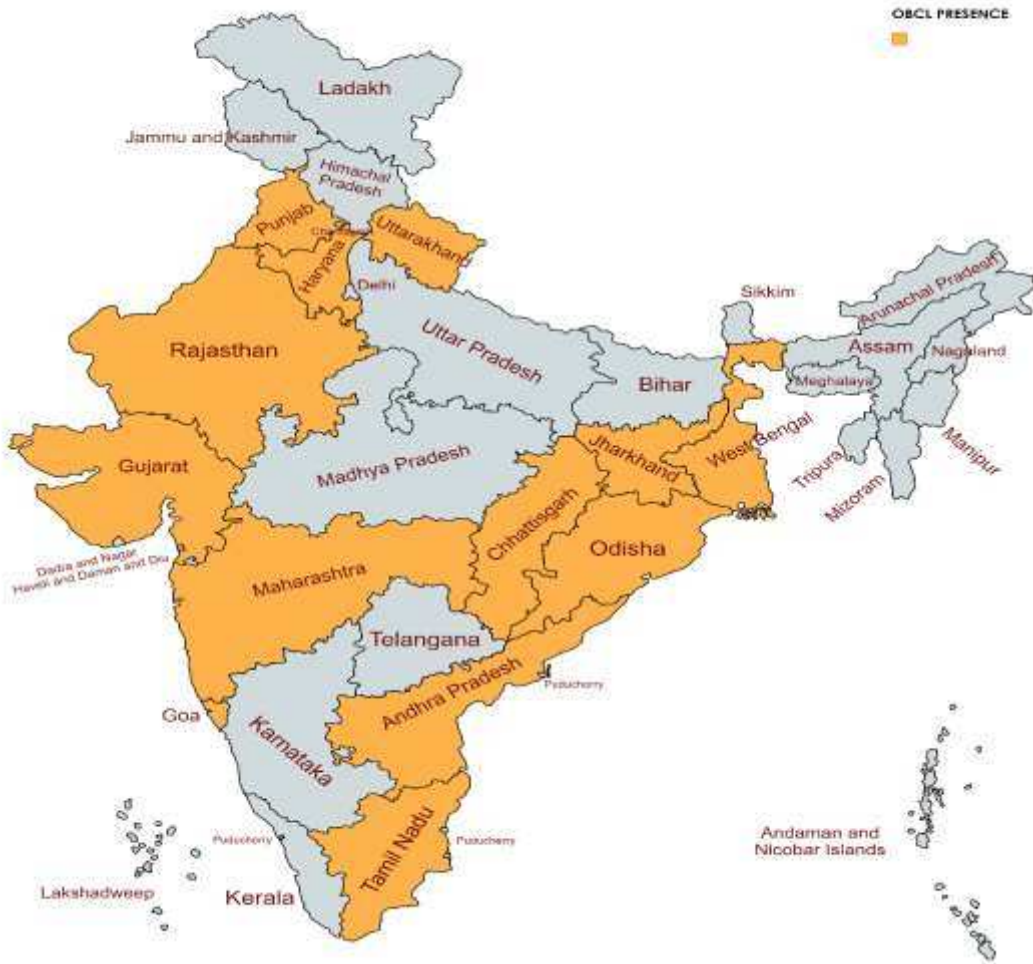 OBCL PRESENCE
Ladakh
Jammu and Kashmir
Himachal
Pradesh
Punjab
Uttarakhand
Haryana
Delhi
Sikkim
Arunachal Pradesh
Rajasthan
Uttar Pradesh
Bihar
Assam
Nagaland
Meghalaya
Gujarat
Madhya Pradesh
Jharkhand
West Bengal
Tripura
Mizoram
Manipur
Chhattisgarh
Odisha
Dadra and Nagar
Haveli and Daman and Diu
Maharashtra
Telangana
Andhra Pradesh
Puducherry
Goa
Karnataka
Puducherry
Tamil Nadu
Puducherry
Andaman and
Nicobar Islands
Lakshadweep
Kerala